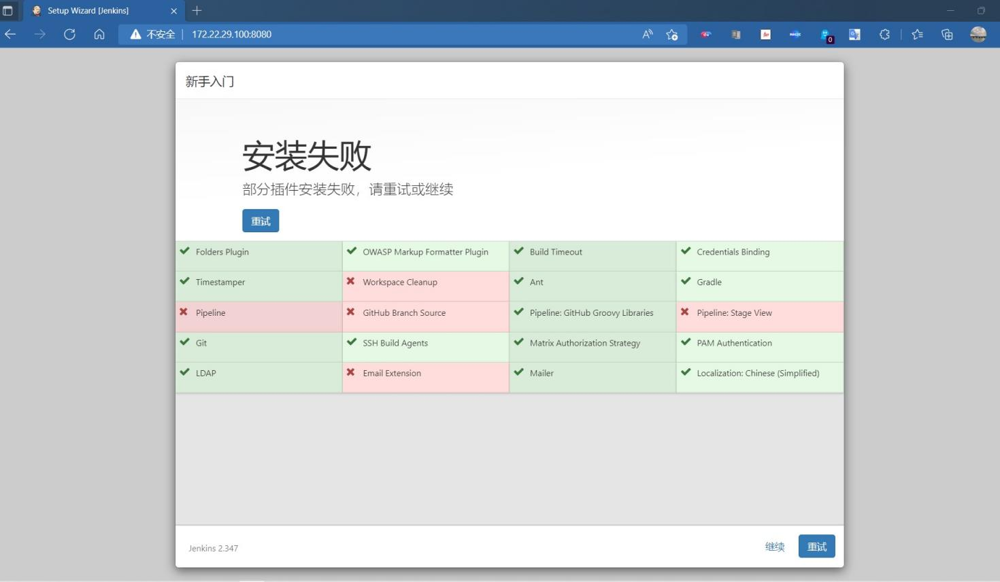 Setup Wizard [Jenkins]
不安全 172.22.29.100:8080
0
新手入门
安装失败
部分插件安装失败，请重试或继续
重试
Folders Plugin OWASP Markup Formatter Plugin Build Timeout Credentials Binding
Timestamper Workspace Cleanup Ant Gradle
Pipeline GitHub Branch Source Pipeline: GitHub Groovy Libraries Pipeline: Stage View
Git SSH Build Agents Matrix Authorization Strategy PAM Authentication
LDAP Email Extension Mailer Localization: Chinese (Simplified)
Jenkins 2.347 继续 重试